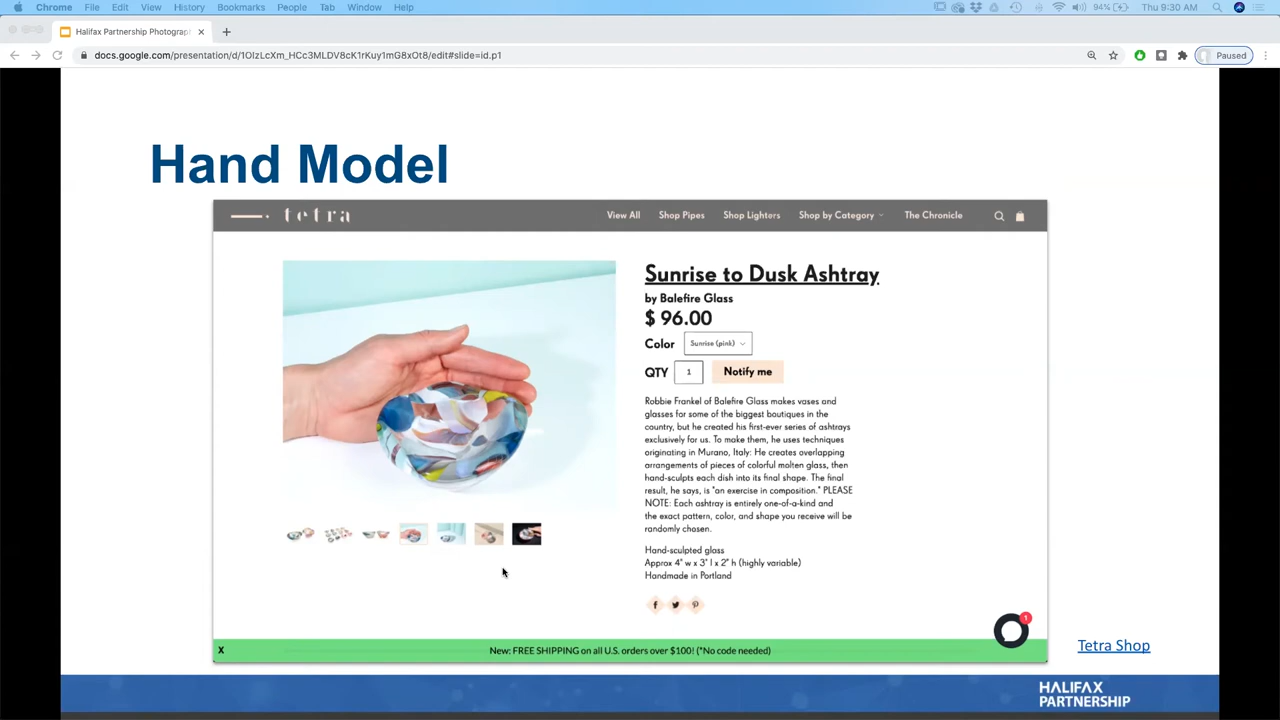 Chrome File Edit View History Bookmarks People Tab Window Help 94% Thu 9:30 AM
Halifax Partnership Photograp
docs.google.com/presentation/d/1OIzLcXm_HCc3MLDV8cK1rKuy1mG8xOt8/edit#slide=id.p1 Paused
Hand Model
tetra View All Shop Pipes Shop Lighters Shop by Category The Chronicle
Sunrise to Dusk Ashtray
by Balefire Glass
$ 96.00
Color Sunrise (pink)
QTY 1 Notify me
Robbie Frankel of Balefire Glass makes vases and
glasses for some of the biggest boutiques in the
country, but he created his first-ever series of ashtrays
exclusively for us. To make them, he uses techniques
originating in Murano, Italy: He creates overlapping
arrangements of pieces of colorful molten glass, then
hand-sculpts each dish into its final shape. The final
result, he says, is "an exercise in composition." PLEASE
NOTE: Each ashtray is entirely one-of-a-kind and
the exact pattern, color, and shape you receive will be
randomly chosen.
Hand-sculpted glass
Approx 4" w x 3" l x 2" h (highly variable)
Handmade in Portland
1
X New: FREE SHIPPING on all U.S. orders over $100! (*No code needed)
Tetra Shop
HALIFAX
PARTNERSHIP